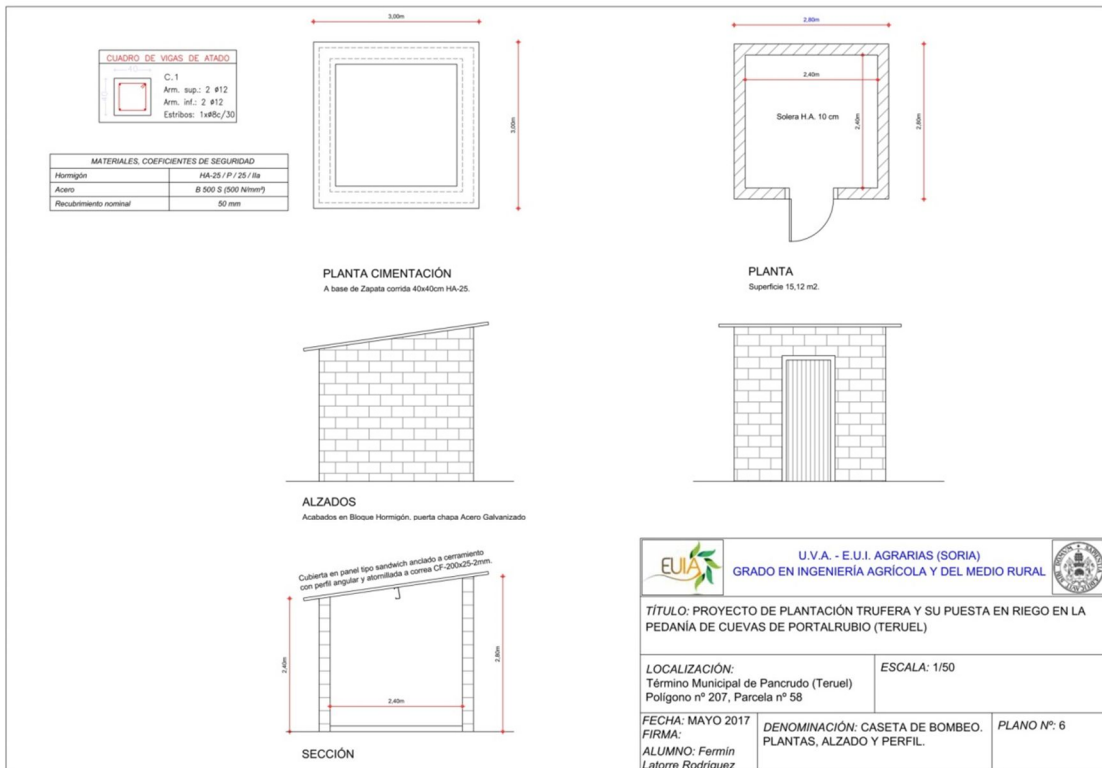 3,00m
2,80m
CUADRO DE VIGAS DE ATADO
40
40
C.1
Arm. sup.: 2 ø12
Arm. inf.: 2 ø12
Estribos: 1xø8c/30
3,00m
2,40m
Solera H.A. 10 cm
2,40m
2,80m
MATERIALES, COEFICIENTES DE SEGURIDAD
Hormigón HA-25 / P / 25 / IIa
Acero B 500 S (500 N/mm²)
Recubrimiento nominal 50 mm
PLANTA CIMENTACIÓN
A base de Zapata corrida 40x40cm HA-25.
PLANTA
Superficie 15,12 m2.
ALZADOS
Acabados en Bloque Hormigón, puerta chapa Acero Galvanizado
Cubierta en panel tipo sandwich anclado a cerramiento
con perfil angular y atornillada a correa CF-200x25-2mm.
2,40m
2,40m
2,80m
SECCIÓN
EUIA
U.V.A. - E.U.I. AGRARIAS (SORIA)
GRADO EN INGENIERÍA AGRÍCOLA Y DEL MEDIO RURAL
TÍTULO: PROYECTO DE PLANTACIÓN TRUFERA Y SU PUESTA EN RIEGO EN LA
PEDANÍA DE CUEVAS DE PORTALRUBIO (TERUEL)
LOCALIZACIÓN:
Término Municipal de Pancrudo (Teruel)
Polígono nº 207, Parcela nº 58
ESCALA: 1/50
FECHA: MAYO 2017
FIRMA:
ALUMNO: Fermín
Latorre Rodríguez
DENOMINACIÓN: CASETA DE BOMBEO.
PLANTAS, ALZADO Y PERFIL.
PLANO Nº: 6